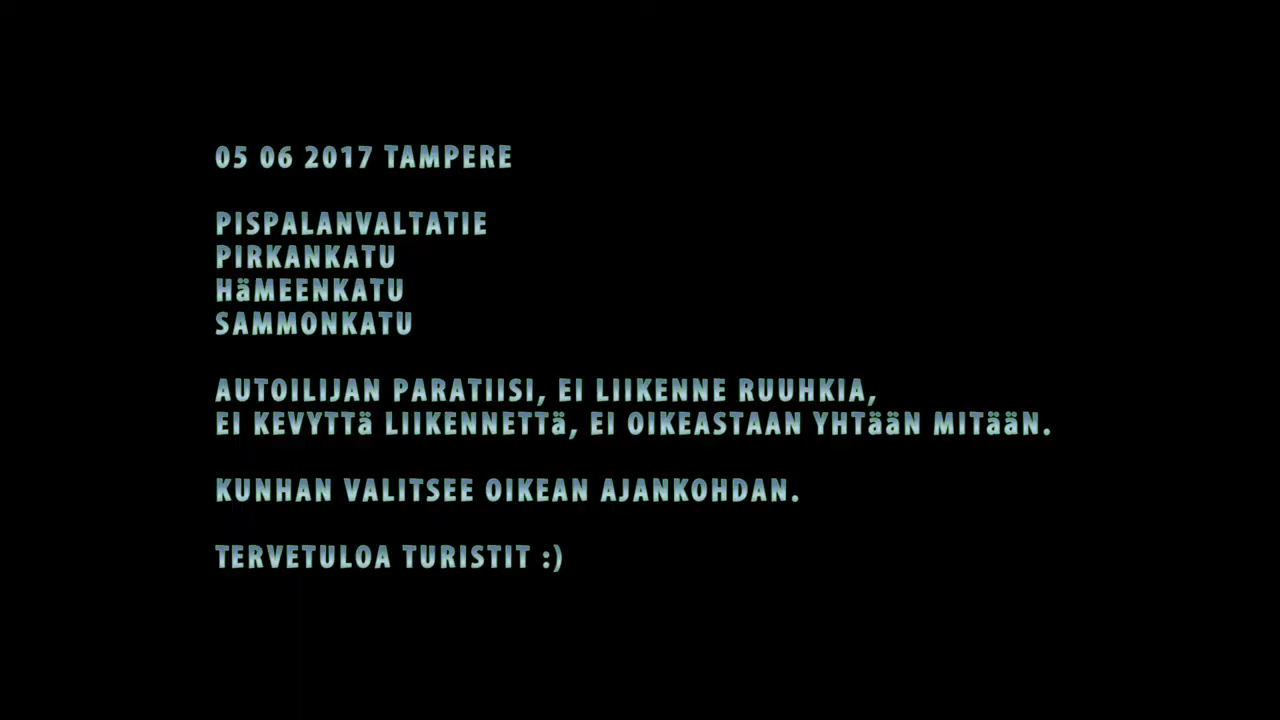 05 06 2017 TAMPERE
PISPALANVALTATIE
PIRKANKATU
HäMEENKATU
SAMMONKATU
AUTOILIJAN PARATIISI, EI LIIKENNE RUUHKIA,
EI KEVYTTä LIIKENNETTä, EI OIKEASTAAN YHTääN MITääN.
KUNHAN VALITSEE OIKEAN AJANKOHDAN.
TERVETULOA TURISTIT :)